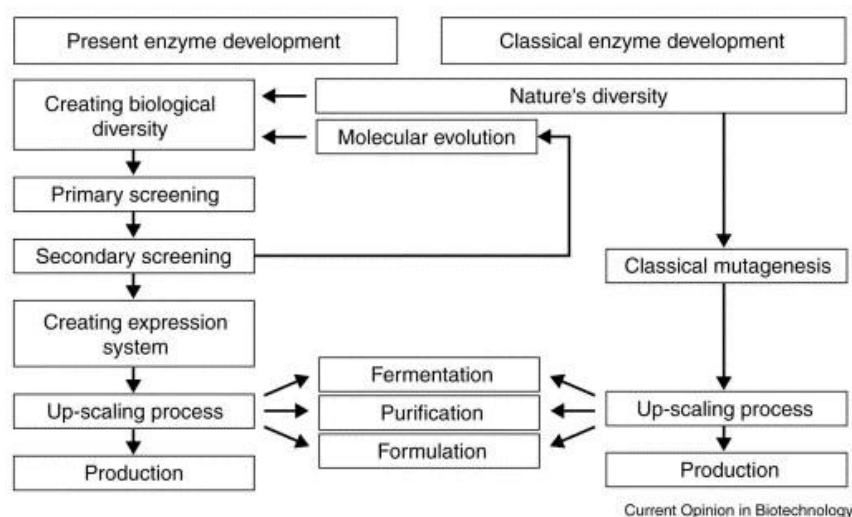 Present enzyme development
Classical enzyme development
Creating biological
diversity
Nature's diversity
Molecular evolution
Primary screening
Secondary screening
Classical mutagenesis
Creating expression
system
Fermentation
Up-scaling process
Purification
Up-scaling process
Formulation
Production
Production
Current Opinion in Biotechnology